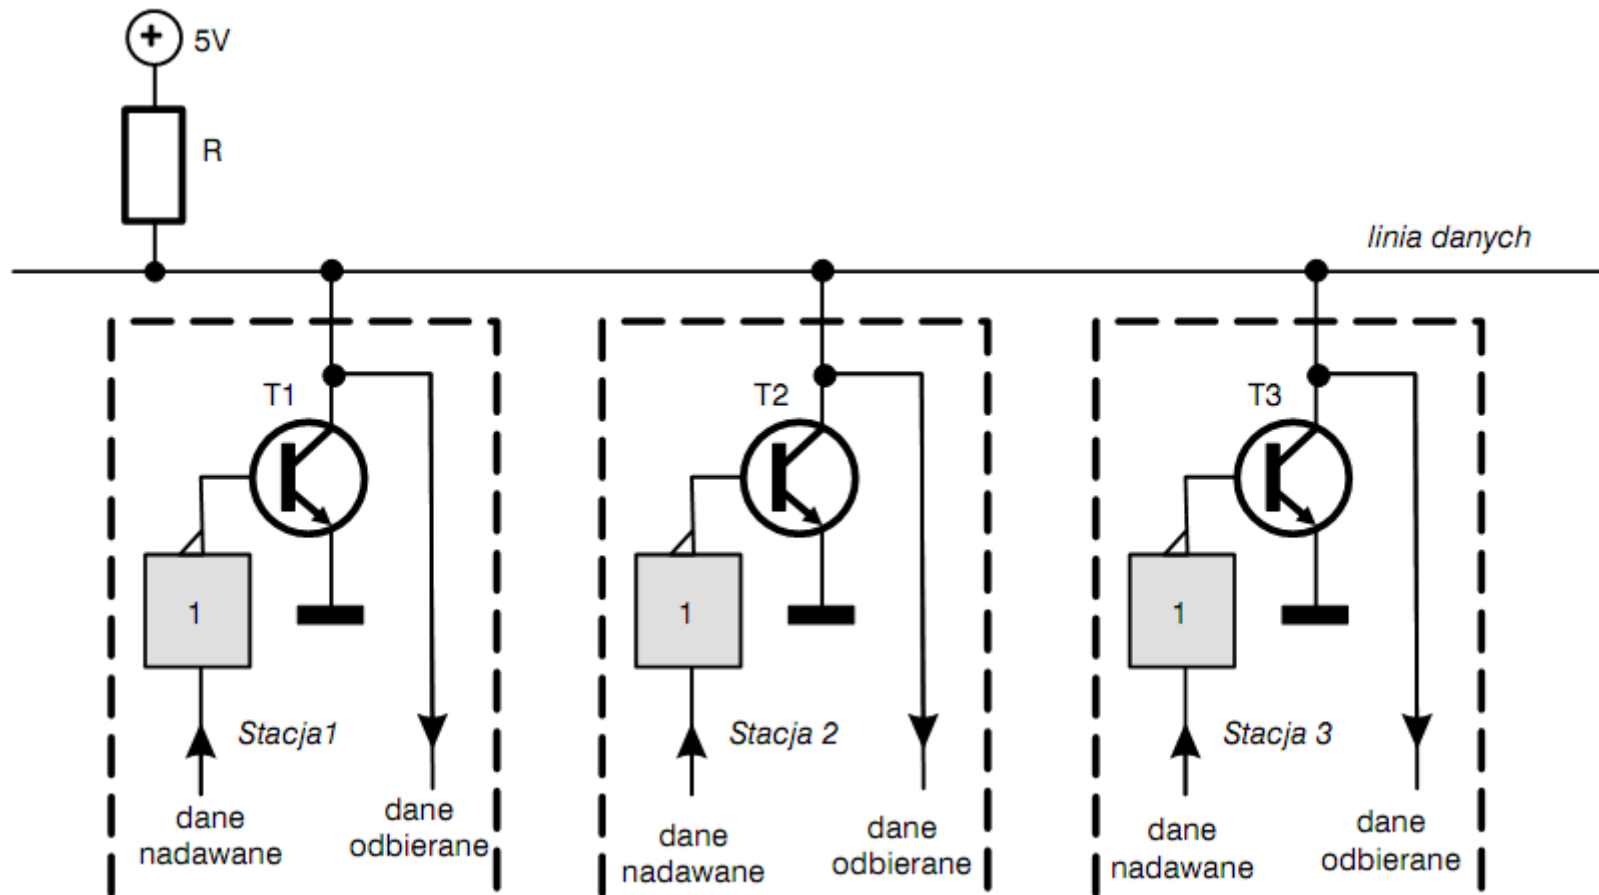 5V
R
linia danych
T1
T2
T3
1
1
1
Stacja1
Stacja 2
Stacja 3
dane
nadawane
dane
odbierane
dane
nadawane
dane
odbierane
dane
nadawane
dane
odbierane